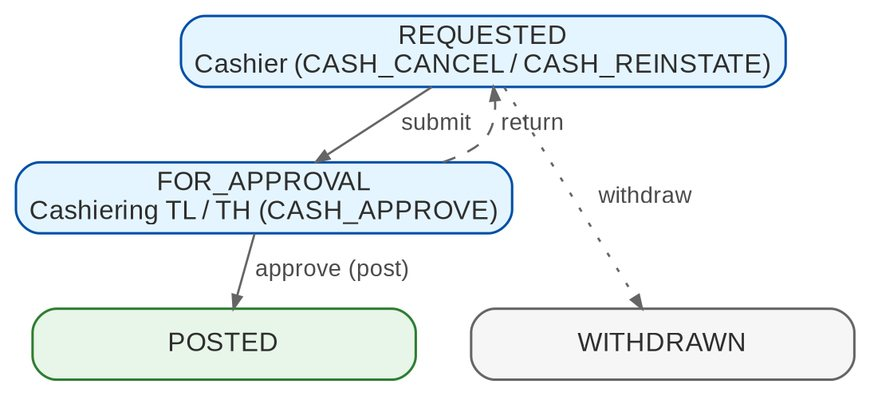 REQUESTED
Cashier (CASH_CANCEL / CASH_REINSTATE)
submit
return
FOR_APPROVAL
Cashiering TL / TH (CASH_APPROVE)
withdraw
approve (post)
POSTED
WITHDRAWN